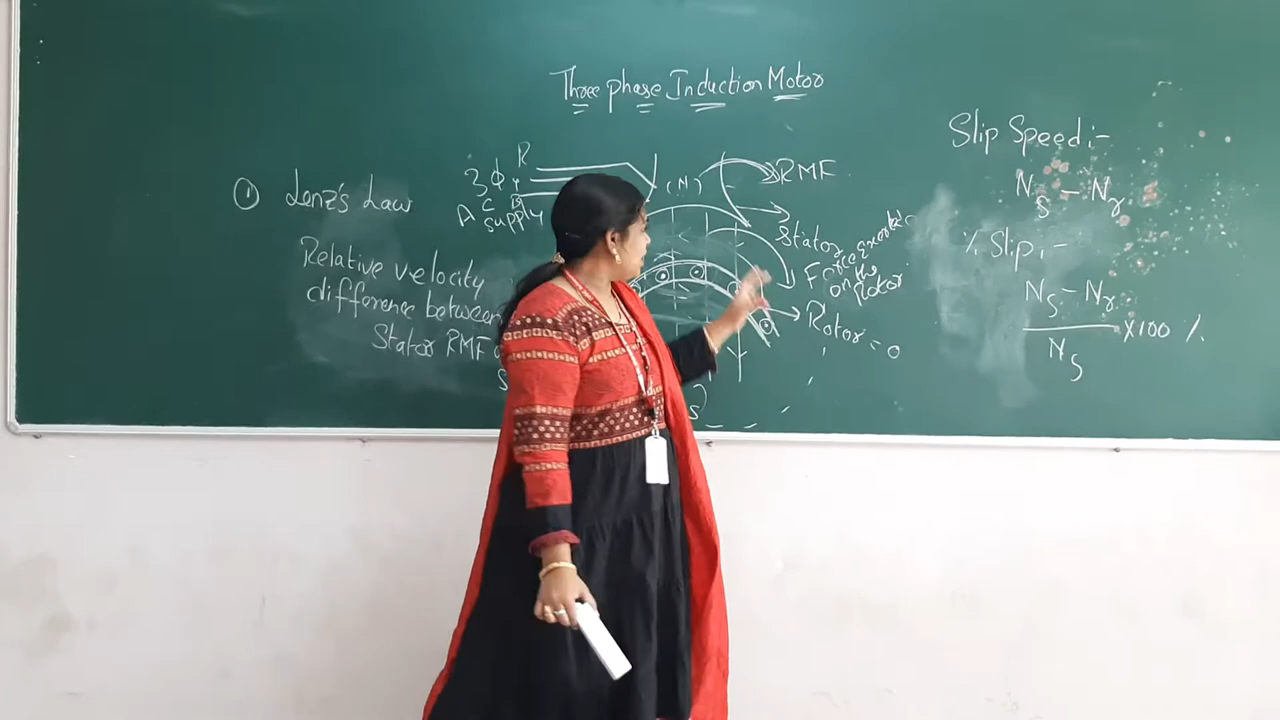 Three phase Induction Motor
① Lenz's Law
Relative velocity
difference between
Stator RMF
3ϕ
R
Y
B
A C
supply
(N)
RMF
Stator
Force exerted
on the
Rotor
Rotor = 0
S)
Slip Speed :-
Ns - Nr
% Slip :-
Ns - Nr
Ns
×100 %